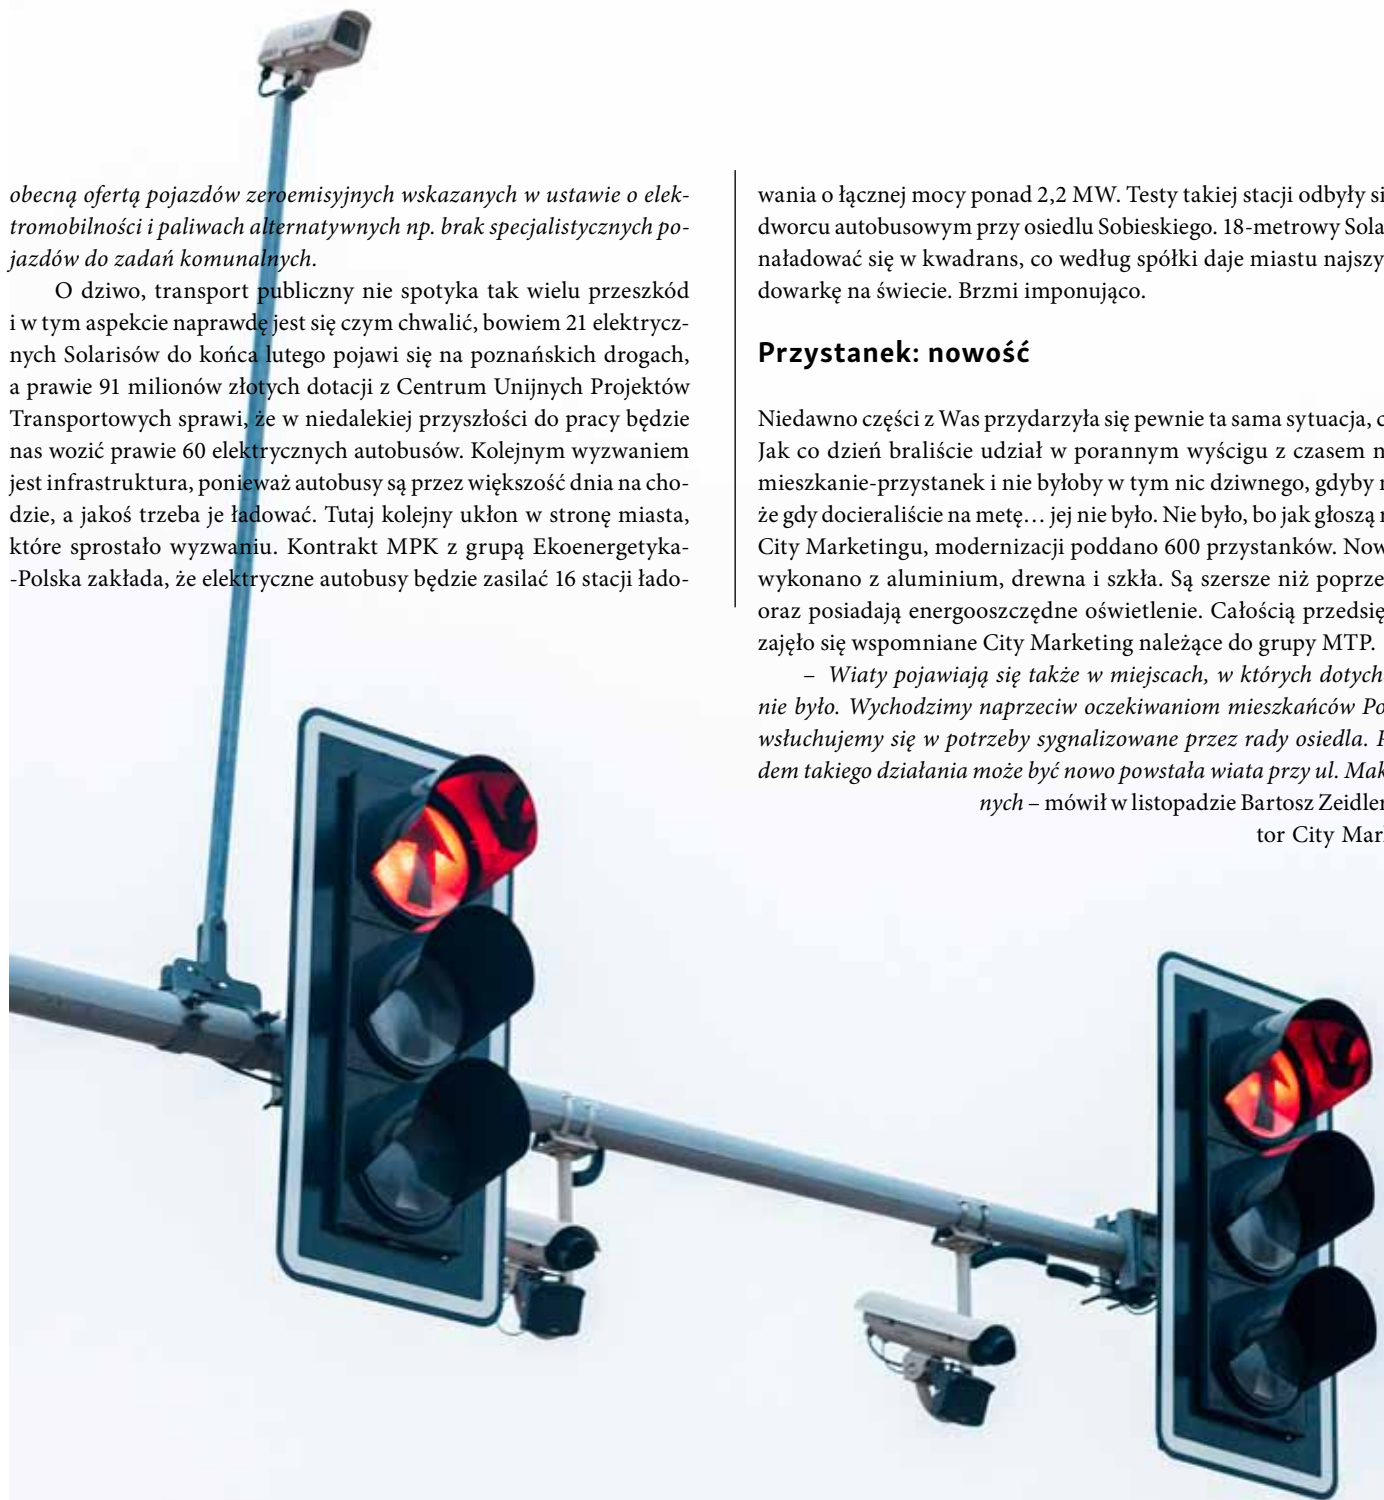 obecną ofertą pojazdów zeroemisyjnych wskazanych w ustawie o elek-
tromobilności i paliwach alternatywnych np. brak specjalistycznych po-
jazdów do zadań komunalnych.
O dziwo, transport publiczny nie spotyka tak wielu przeszkód
i w tym aspekcie naprawdę jest się czym chwalić, bowiem 21 elektrycz-
nych Solarisów do końca lutego pojawi się na poznańskich drogach,
a prawie 91 milionów złotych dotacji z Centrum Unijnych Projektów
Transportowych sprawi, że w niedalekiej przyszłości do pracy będzie
nas wozić prawie 60 elektrycznych autobusów. Kolejnym wyzwaniem
jest infrastruktura, ponieważ autobusy są przez większość dnia na cho-
dzie, a jakoś trzeba je ładować. Tutaj kolejny ukłon w stronę miasta,
które sprostało wyzwaniu. Kontrakt MPK z grupą Ekoenergetyka-
-Polska zakłada, że elektryczne autobusy będzie zasilać 16 stacji łado-
wania o łącznej mocy ponad 2,2 MW. Testy takiej stacji odbyły
dworcu autobusowym przy osiedlu Sobieskiego. 18-metrowy
naładować się w kwadrans, co według spółki daje miastu
dowarkę na świecie. Brzmi imponująco.
Przystanek: nowość
Niedawno części z Was przydarzyła się pewnie ta sama sytuacja,
Jak co dzień braliście udział w porannym wyścigu z czasem
mieszkanie-przystanek i nie byłoby w tym nic dziwnego, gdyby
że gdy docieraliście na metę… jej nie było. Nie było, bo jak głoszą
City Marketingu, modernizacji poddano 600 przystanków.
wykonano z aluminium, drewna i szkła. Są szersze niż
oraz posiadają energooszczędne oświetlenie. Całością
zajęło się wspomniane City Marketing należące do grupy MTP.
– Wiaty pojawiają się także w miejscach, w których
nie było. Wychodzimy naprzeciw oczekiwaniom mieszkańców
wsłuchujemy się w potrzeby sygnalizowane przez rady osiedla.
dem takiego działania może być nowo powstała wiata przy ul.
nych – mówił w listopadzie Bartosz
tor City